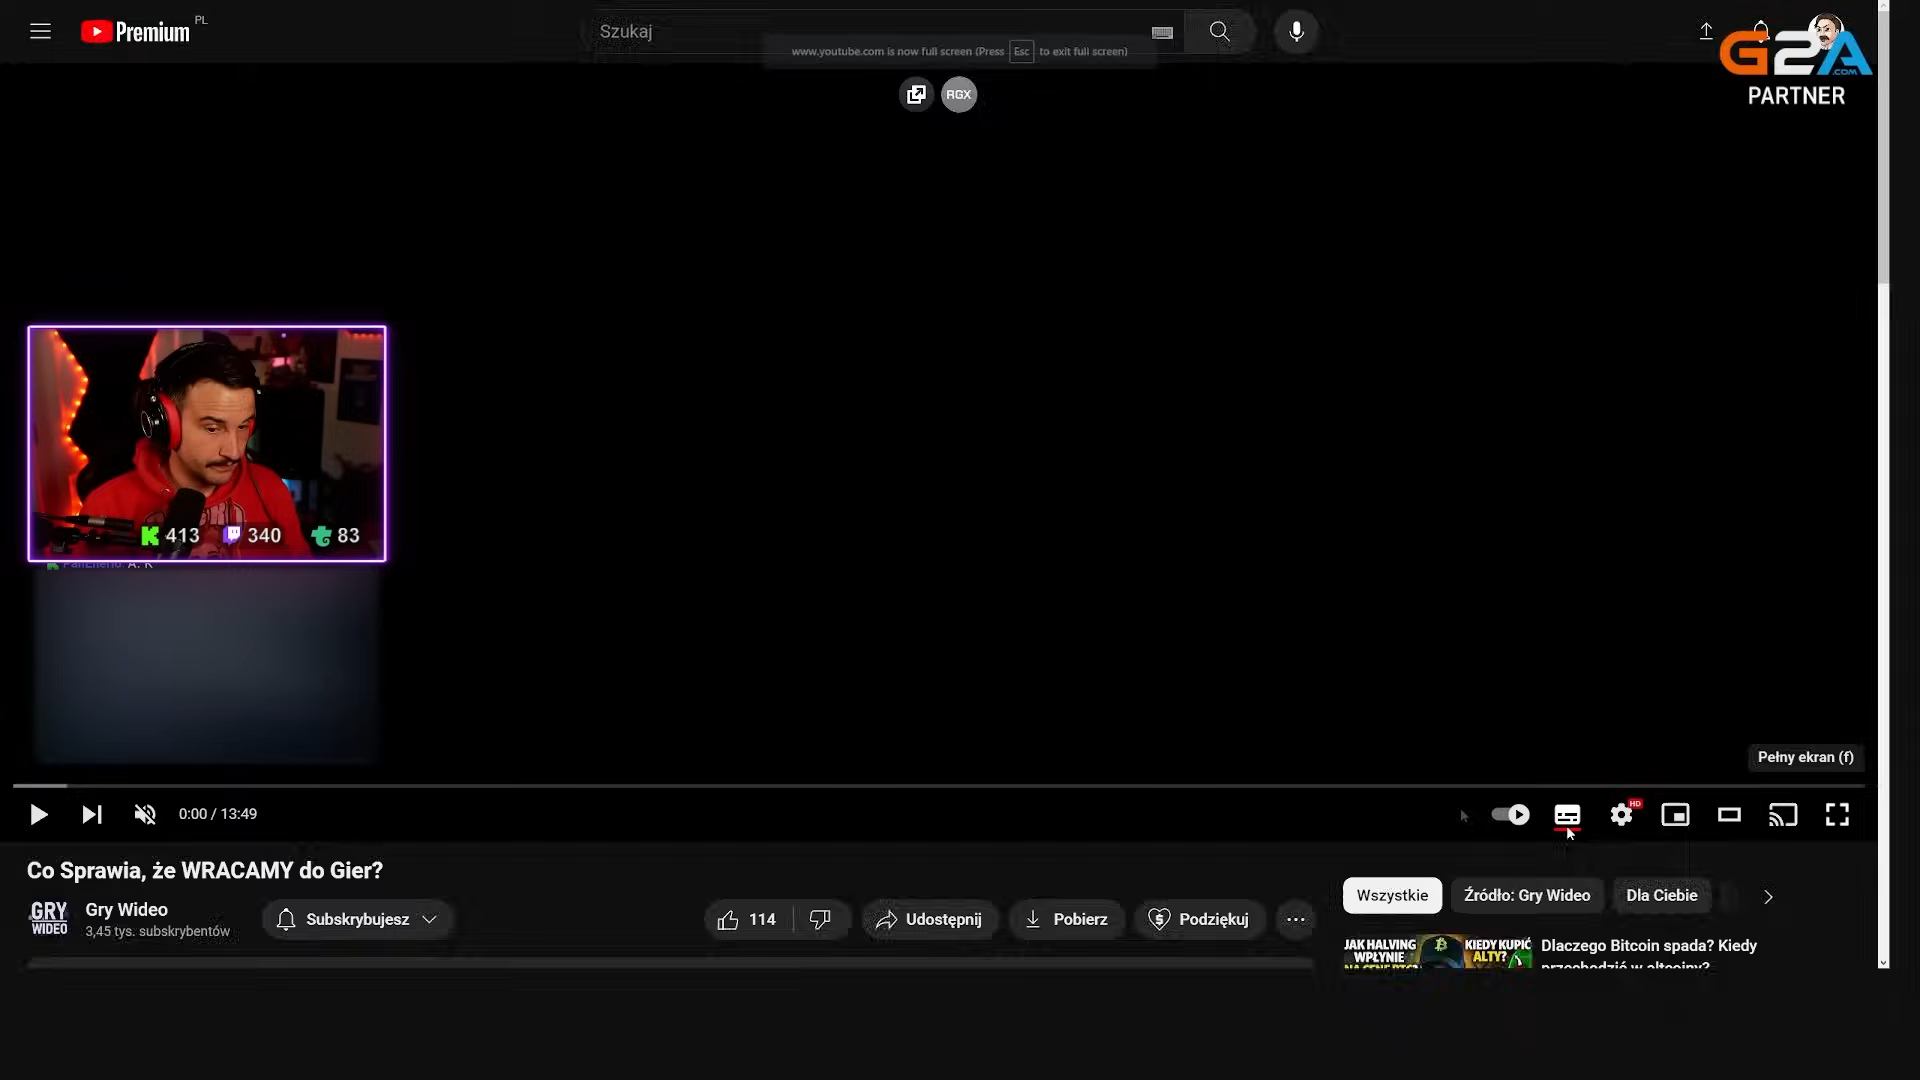 Premium
PL
Szukaj
www.youtube.com is now full screen (Press Esc to exit full screen)
RGX
G2A
.COM
PARTNER
413
340
83
Pełny ekran (f)
0:00 / 13:49
HD
Co Sprawia, że WRACAMY do Gier?
GRY
WIDEO
Gry Wideo
3,45 tys. subskrybentów
Subskrybujesz
114
Udostępnij
Pobierz
Podziękuj
Wszystkie
Źródło: Gry Wideo
Dla Ciebie
JAK HALVING
WPŁYNIE
KIEDY KUPIĆ
ALTY?
Dlaczego Bitcoin spada? Kiedy
przechodzić w altcoiny?